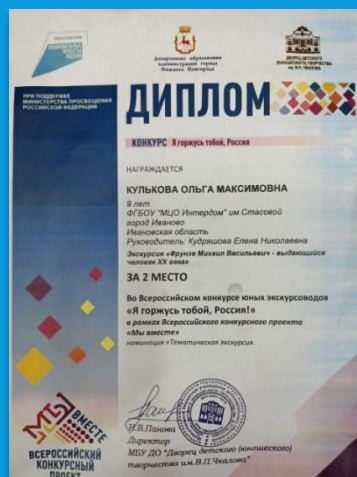 ОБРАЗОВАНИЕ
НАЦИОНАЛЬНЫЕ
ПРОЕКТЫ
РОССИИ
Департамент образования
администрации города
Нижнего Новгорода
ДВОРЕЦ ДЕТСКОГО
(ЮНОШЕСКОГО) ТВОРЧЕСТВА
им. В.П. ЧКАЛОВА
ПРИ ПОДДЕРЖКЕ
МИНИСТЕРСТВА ПРОСВЕЩЕНИЯ
РОССИЙСКОЙ ФЕДЕРАЦИИ
ДИПЛОМ
КОНКУРС Я горжусь тобой, Россия
НАГРАЖДАЕТСЯ
КУЛЬКОВА ОЛЬГА МАКСИМОВНА
9 лет
ФГБОУ "МЦО Интердом" им.Стасовой
город Иваново
Ивановская область
Руководитель: Кудряшова Елена Николаевна
Экскурсия «Фрунзе Михаил Васильевич - выдающийся
человек XX века»
ЗА 2 МЕСТО
Во Всероссийском конкурсе юных экскурсоводов
«Я горжусь тобой, Россия!»
в рамках Всероссийского конкурсного проекта
«Мы вместе»
номинация «Тематическая экскурсия.
Н.В.Панова
Директор
МБУ ДО "Дворец детского (юношеского)
творчества им.В.П.Чкалова"
МЫ ВМЕСТЕ
ВСЕРОССИЙСКИЙ
КОНКУРСНЫЙ
ПРОЕКТ